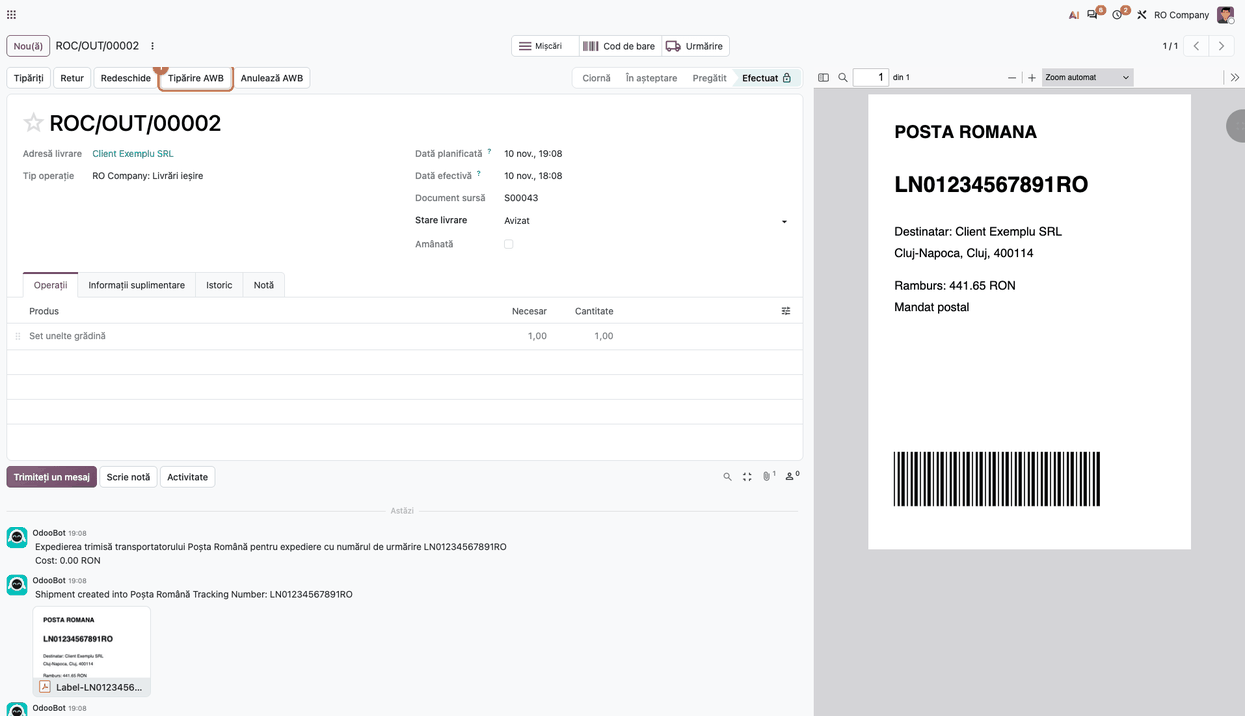 6
2
RO Company
Nou(ă)
ROC/OUT/00002
Mișcări
Cod de bare
Urmărire
1 / 1
Tipăriți
Retur
Redeschide
Tipărire AWB
Anulează AWB
Ciornă
În așteptare
Pregătit
Efectuat
1
din 1
Zoom automat
ROC/OUT/00002
Adresă livrare
Client Exemplu SRL
Tip operație
RO Company: Livrări ieșire
Dată planificată ?
10 nov., 19:08
Dată efectivă ?
10 nov., 18:08
Document sursă
S00043
Stare livrare
Avizat
Amânată
Operații
Informații suplimentare
Istoric
Notă
Produs
Necesar
Cantitate
Set unelte grădină
1,00
1,00
Trimiteți un mesaj
Scrie notă
Activitate
1
0
Astăzi
OdooBot 19:08
Expedierea trimisă transportatorului Poșta Română pentru expediere cu numărul de urmărire LN01234567891RO
Cost: 0.00 RON
OdooBot 19:08
Shipment created into Poșta Română Tracking Number: LN01234567891RO
POSTA ROMANA
LN01234567891RO
Destinatar: Client Exemplu SRL
Cluj-Napoca, Cluj, 400114
Ramburs: 441.65 RON
Label-LN0123456...
OdooBot 19:08
POSTA ROMANA
LN01234567891RO
Destinatar: Client Exemplu SRL
Cluj-Napoca, Cluj, 400114
Ramburs: 441.65 RON
Mandat postal